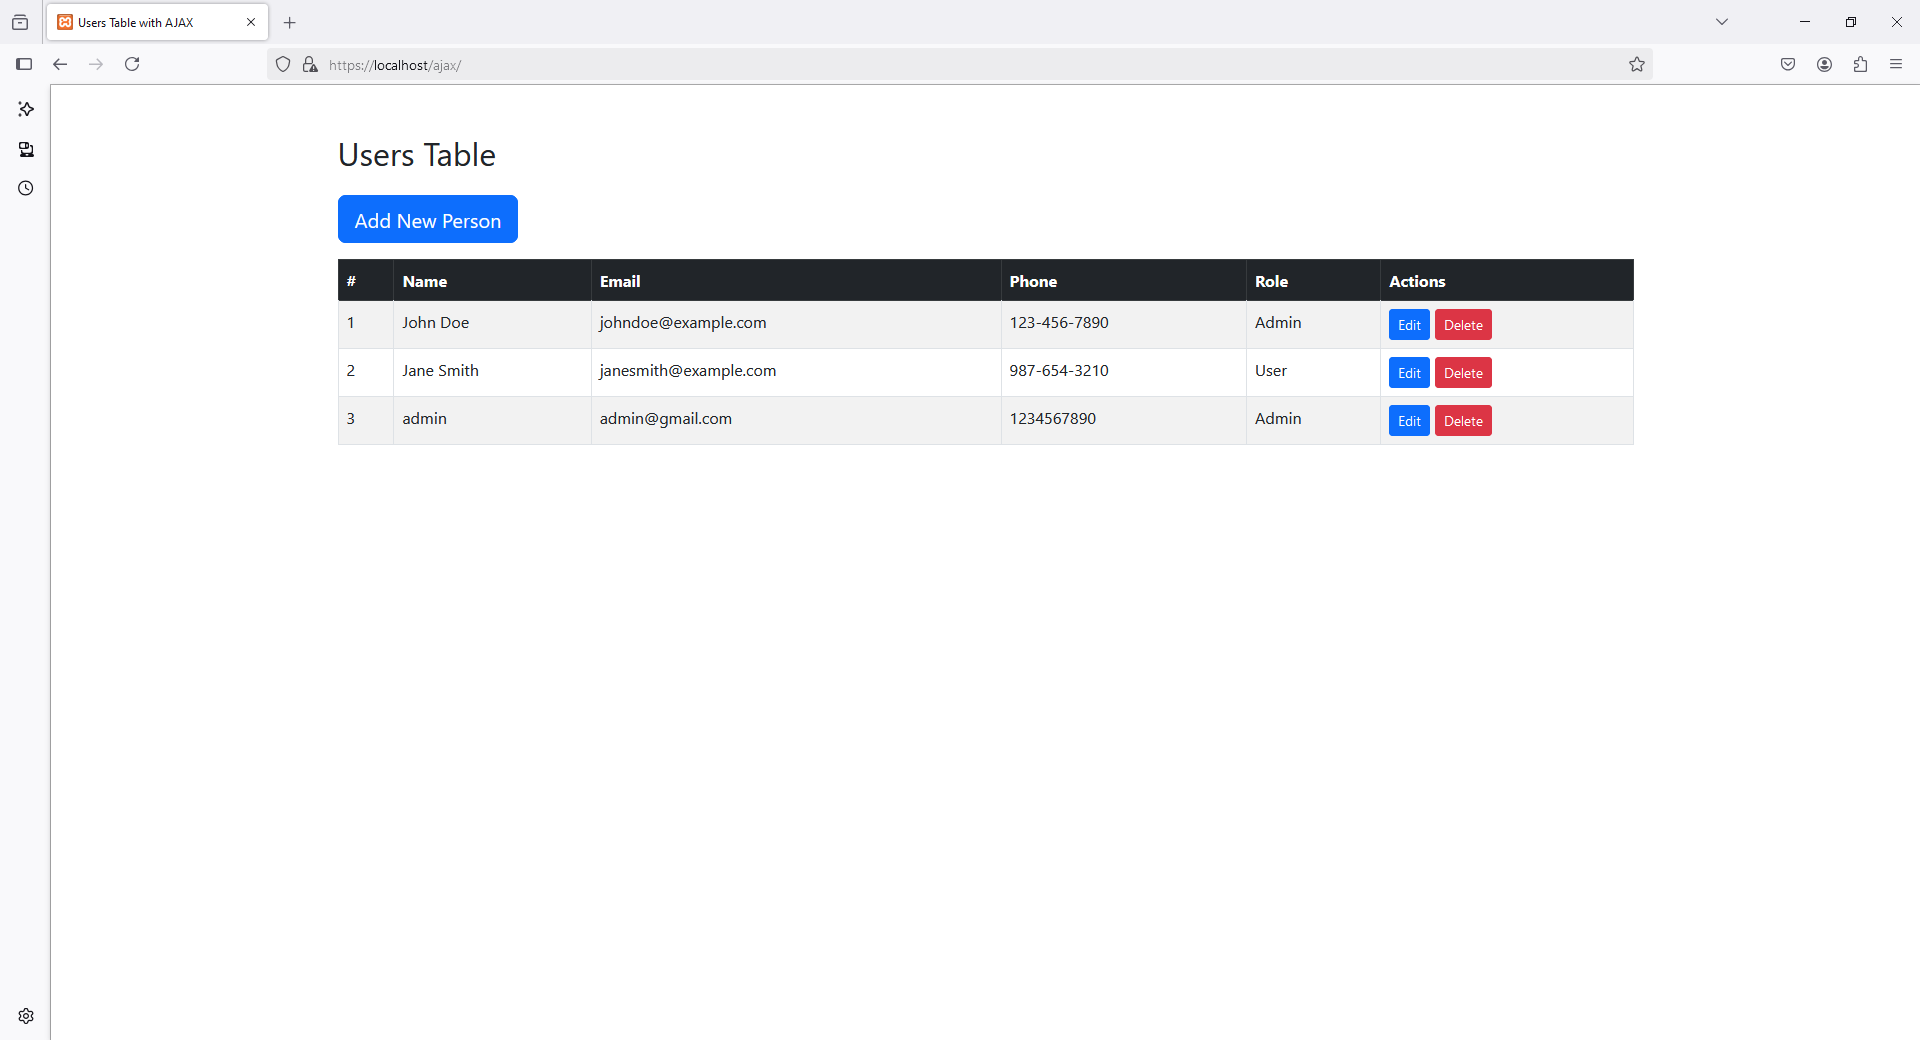 Users Table with AJAX
https://localhost/ajax/
Users Table
Add New Person
# Name Email Phone Role Actions
1 John Doe johndoe@example.com 123-456-7890 Admin Edit Delete
2 Jane Smith janesmith@example.com 987-654-3210 User Edit Delete
3 admin admin@gmail.com 1234567890 Admin Edit Delete